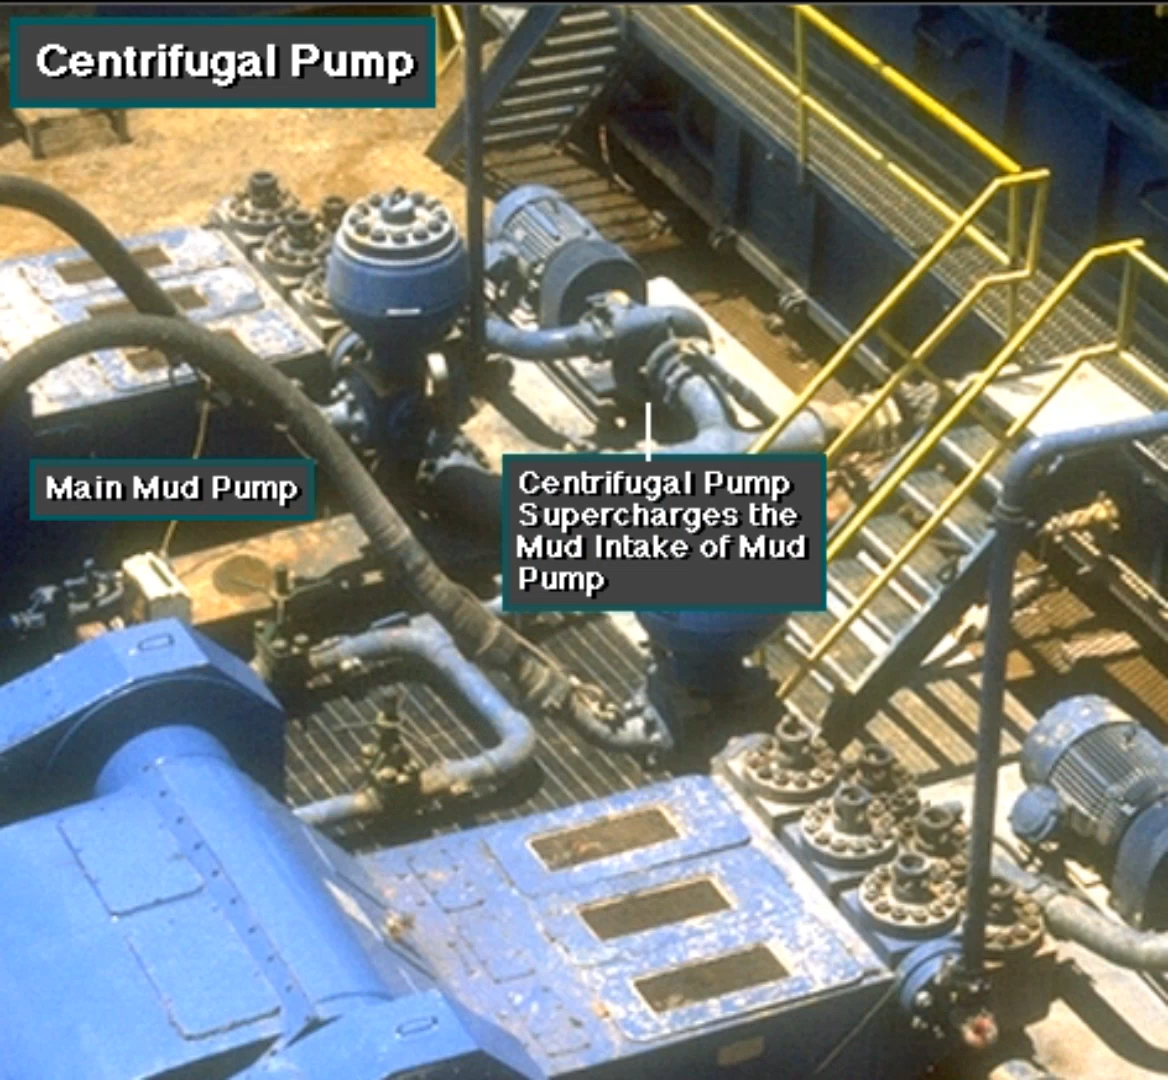 Centrifugal Pump
Main Mud Pump
Centrifugal Pump
Supercharges the
Mud Intake of Mud
Pump